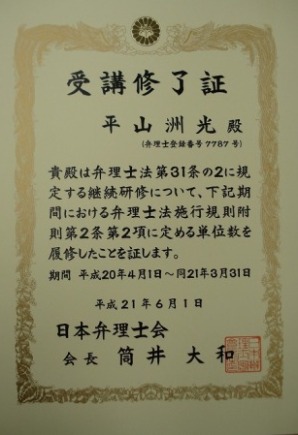 受講修了証
平山洲光 殿
(弁理士登録番号 7787 号)
貴殿は弁理士法第31条の2に規
定する継続研修について、下記期
間における弁理士法施行規則附
則第2条第2項に定める単位数を
履修したことを証します。
期間 平成20年4月1日～同21年3月31日
平成21年6月1日
日本弁理士会
会長 筒井大和